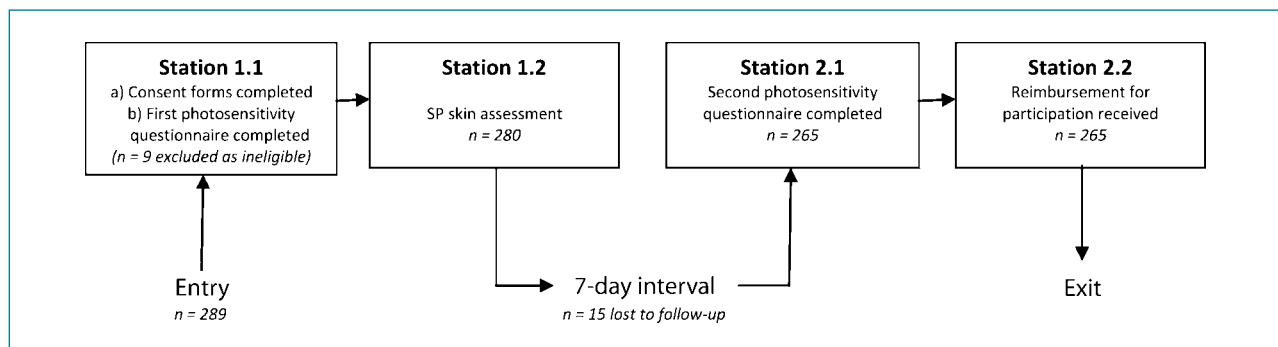 Station 1.1
a) Consent forms completed
b) First photosensitivity
questionnaire completed
(n = 9 excluded as ineligible)
Station 1.2
SP skin assessment
n = 280
Station 2.1
Second photosensitivity
questionnaire completed
n = 265
Station 2.2
Reimbursement for
participation received
n = 265
Entry
n = 289
7-day interval
n = 15 lost to follow-up
Exit